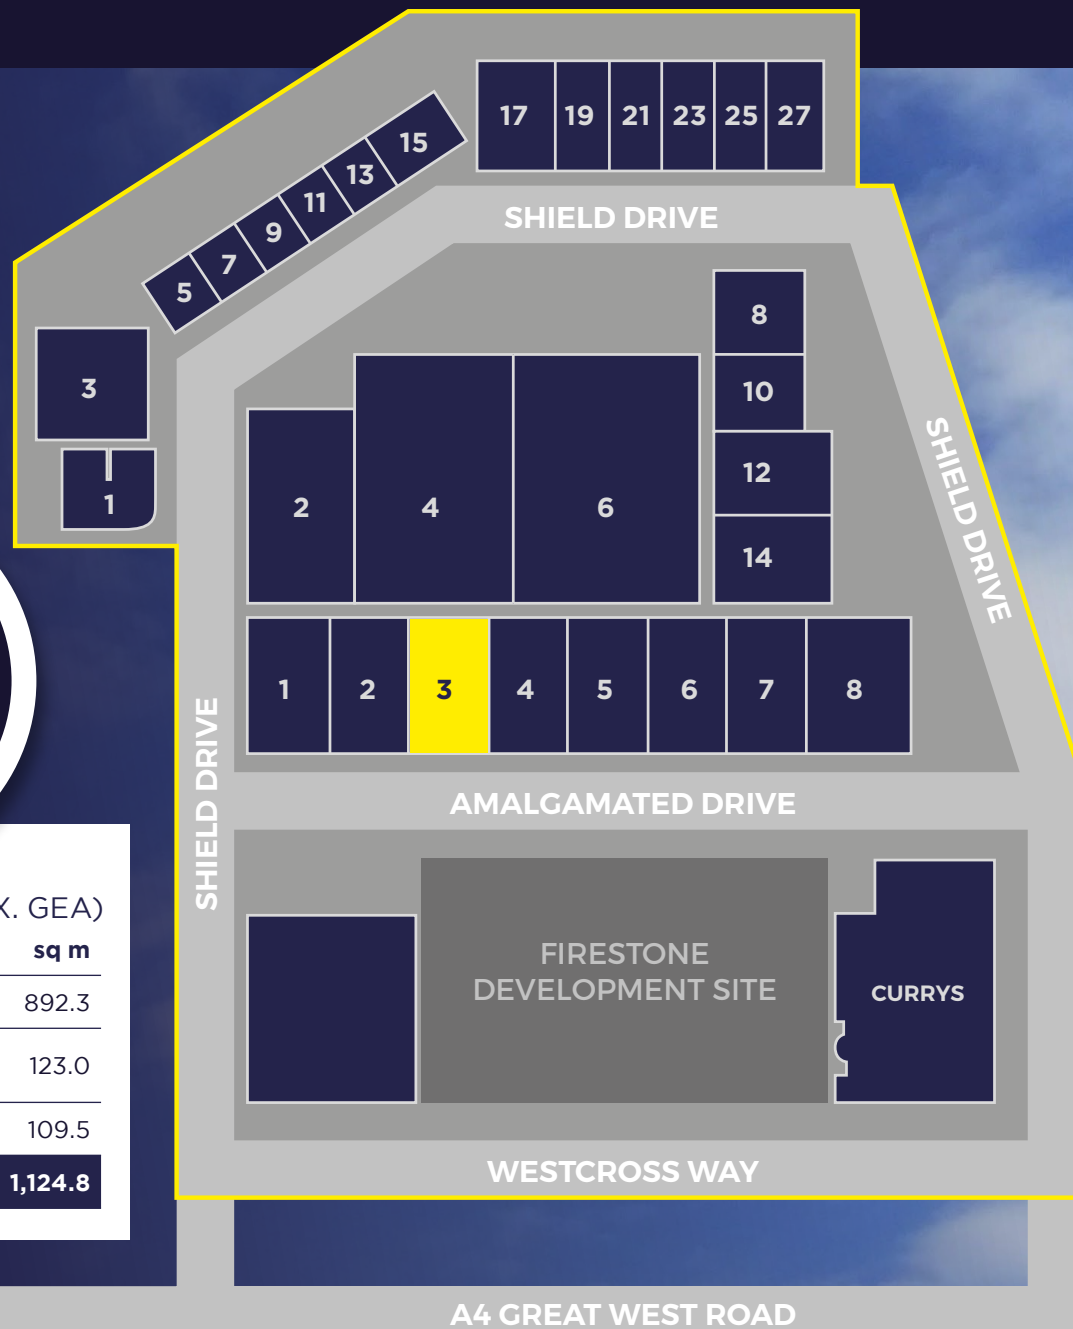 17 19 21 23 25 27
15
13
11
9
7
5
SHIELD DRIVE
3
1
8
10
12
14
2 4 6
SHIELD DRIVE
1 2 3 4 5 6 7 8
SHIELD DRIVE
AMALGAMATED DRIVE
X. GEA)
sq m
892.3
123.0
109.5
1,124.8
FIRESTONE
DEVELOPMENT SITE
CURRYS
WESTCROSS WAY
A4 GREAT WEST ROAD